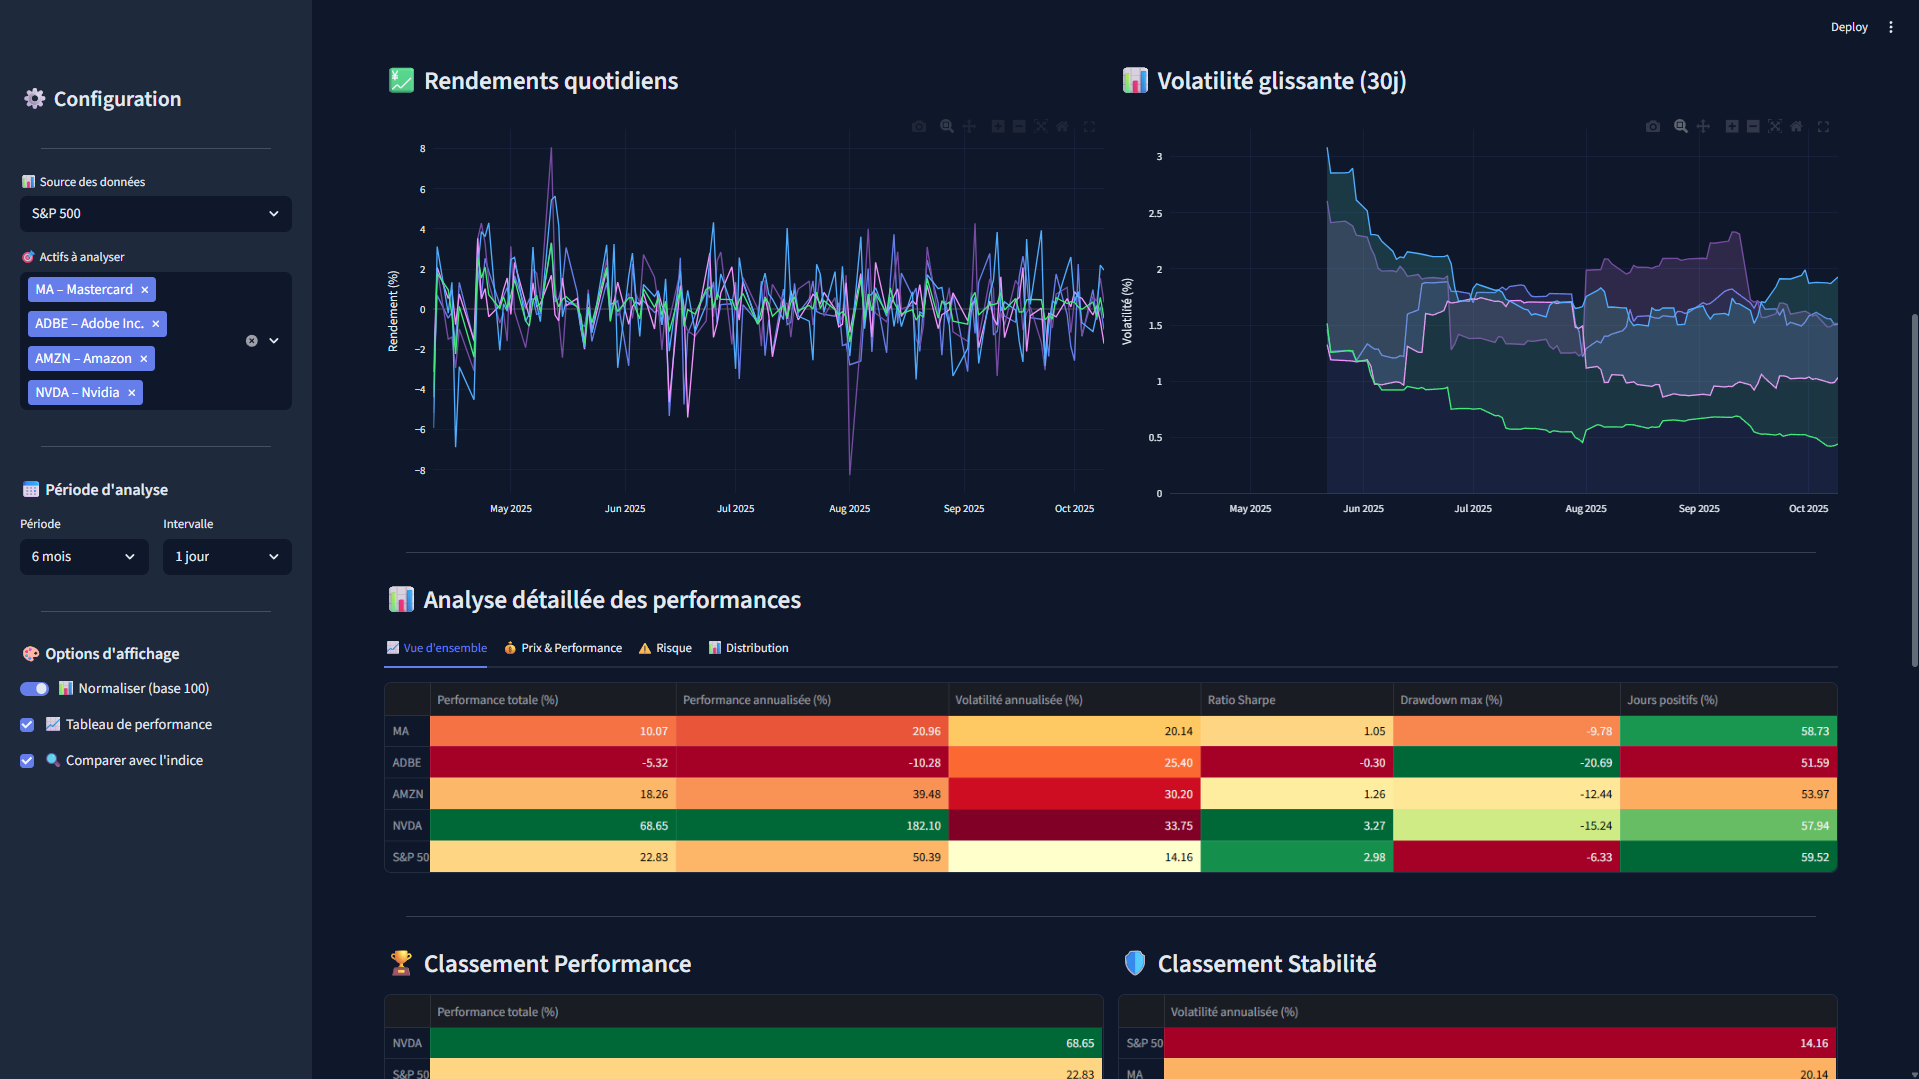 Deploy
Configuration
Source des données
S&P 500
Actifs à analyser
MA – Mastercard ×
ADBE – Adobe Inc. ×
AMZN – Amazon ×
NVDA – Nvidia ×
Période d'analyse
Période
Intervalle
6 mois
1 jour
Options d'affichage
Normaliser (base 100)
Tableau de performance
Comparer avec l'indice
Rendements quotidiens
Rendement (%)
8
6
4
2
0
−2
−4
−6
−8
May 2025
Jun 2025
Jul 2025
Aug 2025
Sep 2025
Oct 2025
Volatilité glissante (30j)
Volatilité (%)
3
2.5
2
1.5
1
0.5
0
May 2025
Jun 2025
Jul 2025
Aug 2025
Sep 2025
Oct 2025
Analyse détaillée des performances
Vue d'ensemble
Prix & Performance
Risque
Distribution
Performance totale (%) Performance annualisée (%) Volatilité annualisée (%) Ratio Sharpe Drawdown max (%) Jours positifs (%)
MA 10.07 20.96 20.14 1.05 -9.78 58.73
ADBE -5.32 -10.28 25.40 -0.30 -20.69 51.59
AMZN 18.26 39.48 30.20 1.26 -12.44 53.97
NVDA 68.65 182.10 33.75 3.27 -15.24 57.94
S&P 50 22.83 50.39 14.16 2.98 -6.33 59.52
Classement Performance
Performance totale (%)
NVDA 68.65
S&P 50 22.83
Classement Stabilité
Volatilité annualisée (%)
S&P 50 14.16
MA 20.14